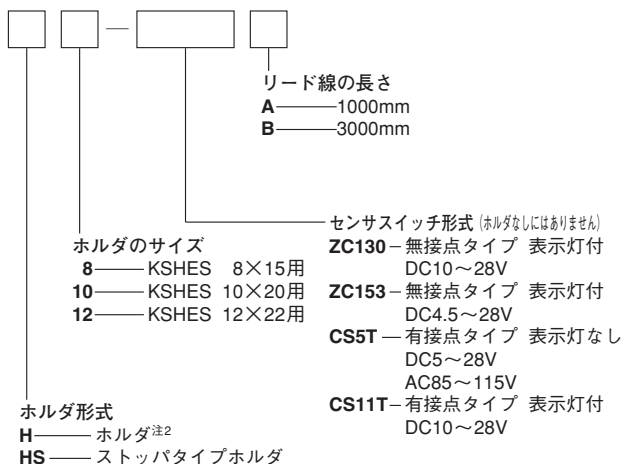 リード線の長さ
A――1000mm
B――3000mm
センサスイッチ形式 (ホルダなしにはありません)
ZC130－無接点タイプ 表示灯付
DC10～28V
ZC153－無接点タイプ 表示灯付
DC4.5～28V
CS5T―有接点タイプ 表示灯なし
DC5～28V
AC85～115V
CS11T－有接点タイプ 表示灯付
DC10～28V
ホルダのサイズ
8――KSHES 8×15用
10――KSHES 10×20用
12――KSHES 12×22用
ホルダ形式
H――ホルダ注2
HS――ストッパタイプホルダ